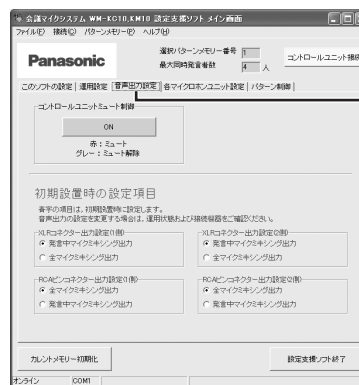 会議マイクシステム WM-KC10,KM10 設定支援ソフト メイン画面
ファイル(F) 接続(C) パターンメモリー(P) ヘルプ(H)
Panasonic
選択パターンメモリー番号 1
最大同時発言者数 4 人
コントロールユニット接続
このソフトの設定 運用設定 音声出力設定 各マイクロホンユニット設定 パターン制御
コントロールユニットミュート制御
ON
赤：ミュート
グレー：ミュート解除
初期設置時の設定項目
青字の項目は、初期設置時に設定します。
音声出力の設定を変更する場合は、運用状態および接続機器をご確認ください。
XLRコネクター出力設定(1側)
発言中マイクミキシング出力
全マイクミキシング出力
XLRコネクター出力設定(2側)
発言中マイクミキシング出力
全マイクミキシング出力
RCAピンコネクター出力設定(1側)
全マイクミキシング出力
発言中マイクミキシング出力
RCAピンコネクター出力設定(2側)
全マイクミキシング出力
発言中マイクミキシング出力
カレントメモリー初期化
設定支援ソフト終了
オンライン COM1